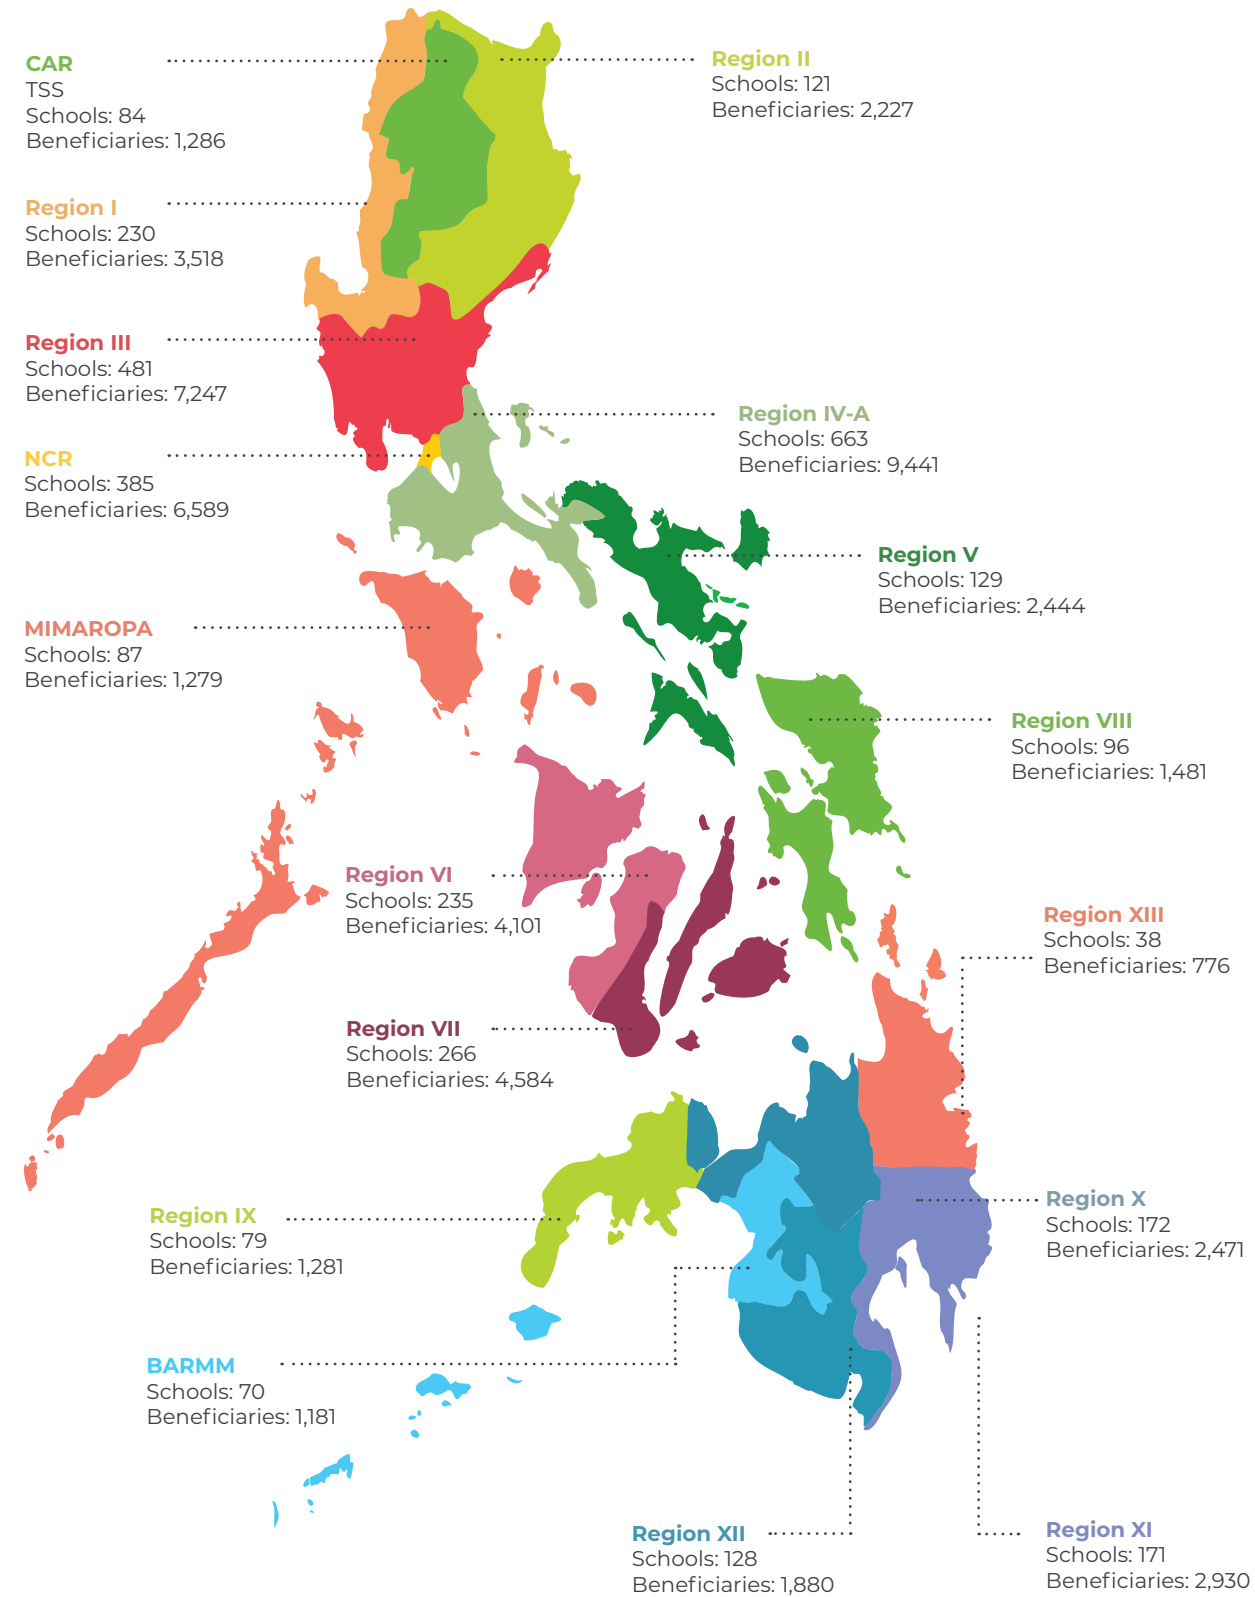 CAR
TSS
Schools: 84
Beneficiaries: 1,286
Region II
Schools: 121
Beneficiaries: 2,227
Region I
Schools: 230
Beneficiaries: 3,518
Region III
Schools: 481
Beneficiaries: 7,247
Region IV-A
Schools: 663
Beneficiaries: 9,441
NCR
Schools: 385
Beneficiaries: 6,589
Region V
Schools: 129
Beneficiaries: 2,444
MIMAROPA
Schools: 87
Beneficiaries: 1,279
Region VIII
Schools: 96
Beneficiaries: 1,481
Region VI
Schools: 235
Beneficiaries: 4,101
Region XIII
Schools: 38
Beneficiaries: 776
Region VII
Schools: 266
Beneficiaries: 4,584
Region X
Schools: 172
Beneficiaries: 2,471
Region IX
Schools: 79
Beneficiaries: 1,281
BARMM
Schools: 70
Beneficiaries: 1,181
Region XII
Schools: 128
Beneficiaries: 1,880
Region XI
Schools: 171
Beneficiaries: 2,930